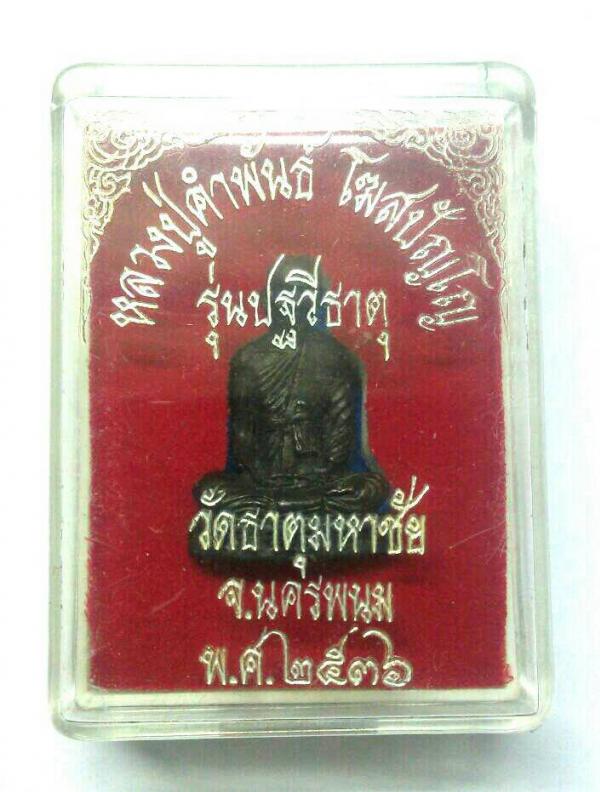 หลวงปู่คำพันธ์ โฆสปัญโญ
รุ่นปฐวีธาตุ
วัดธาตุมหาชัย
จ.นครพนม
พ.ศ.๒๕๓๖